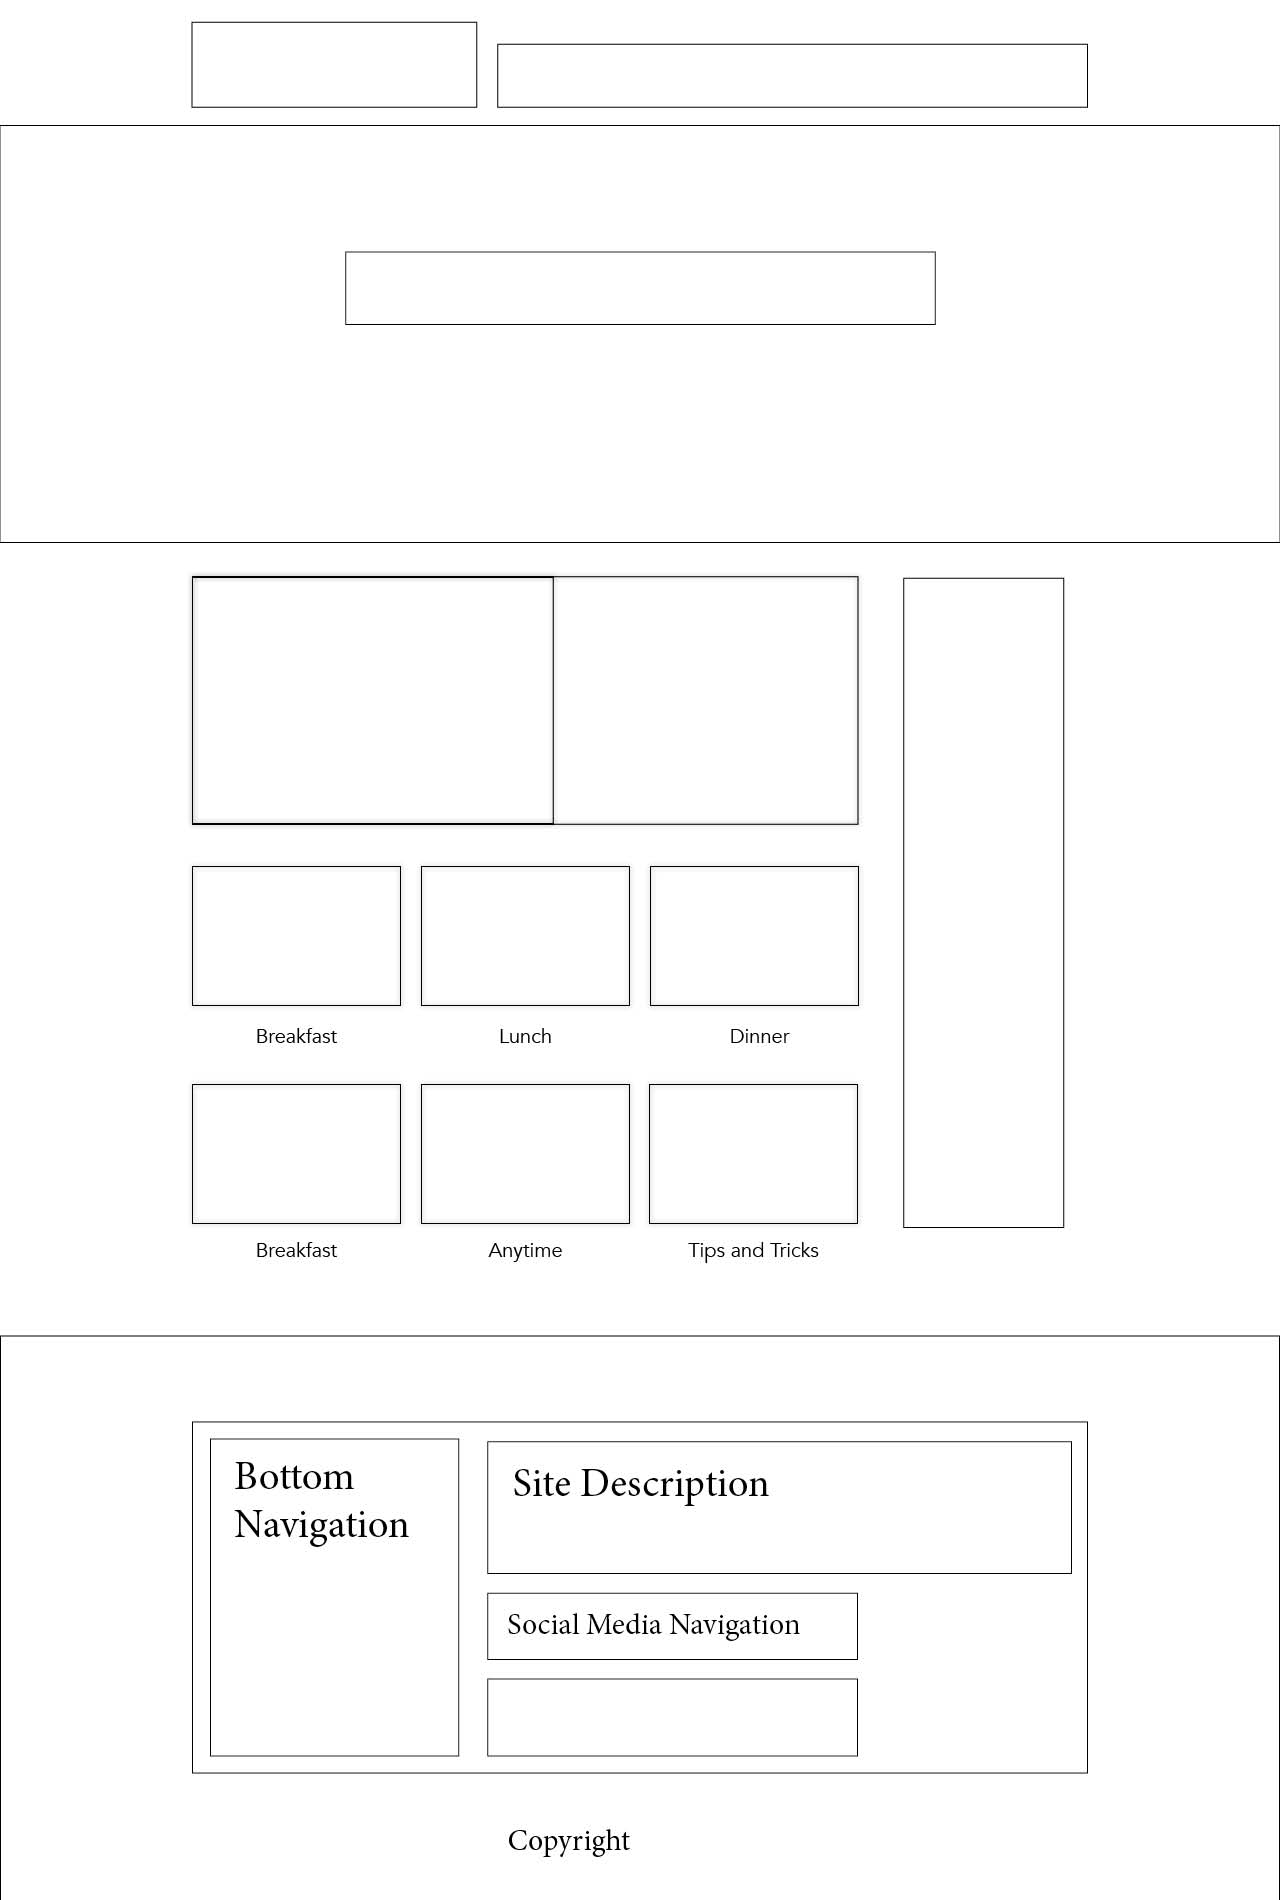 Breakfast
Lunch
Dinner
Breakfast
Anytime
Tips and Tricks
Bottom
Navigation
Site Description
Social Media Navigation
Copyright